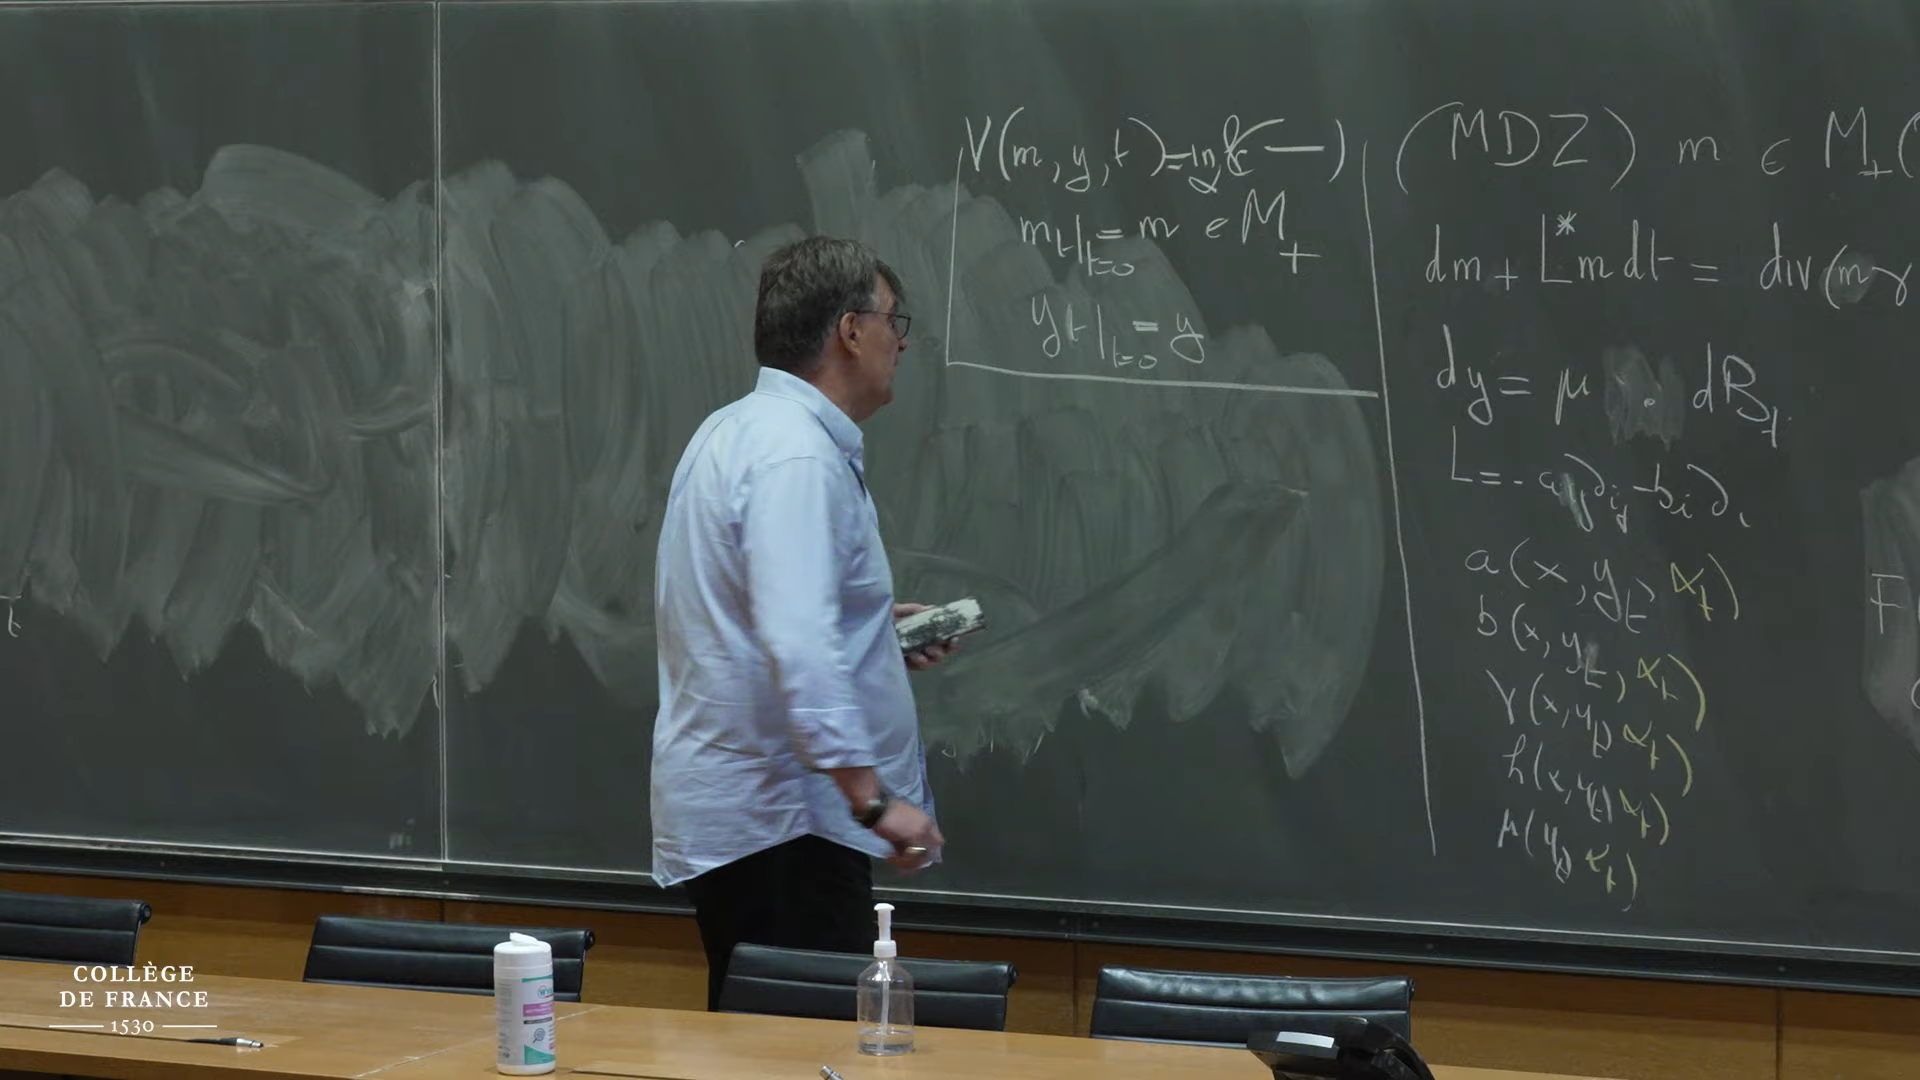 V(m, y, t) = inf E( — )
m_t|_{t=0} = m ∈ M_+
y_t|_{t=0} = y
(MDZ) m ∈ M_+(
dm + L*m dt = div(mγ
dy = μ · dB_t
L = - a_{ij}∂_{ij} - b_i ∂_i
a(x, y_t, α_t)
b(x, y_t, α_t)
γ(x, y_t, α_t)
h(x, y_t, α_t)
μ(y_t, α_t)
F
COLLÈGE
DE FRANCE
1530